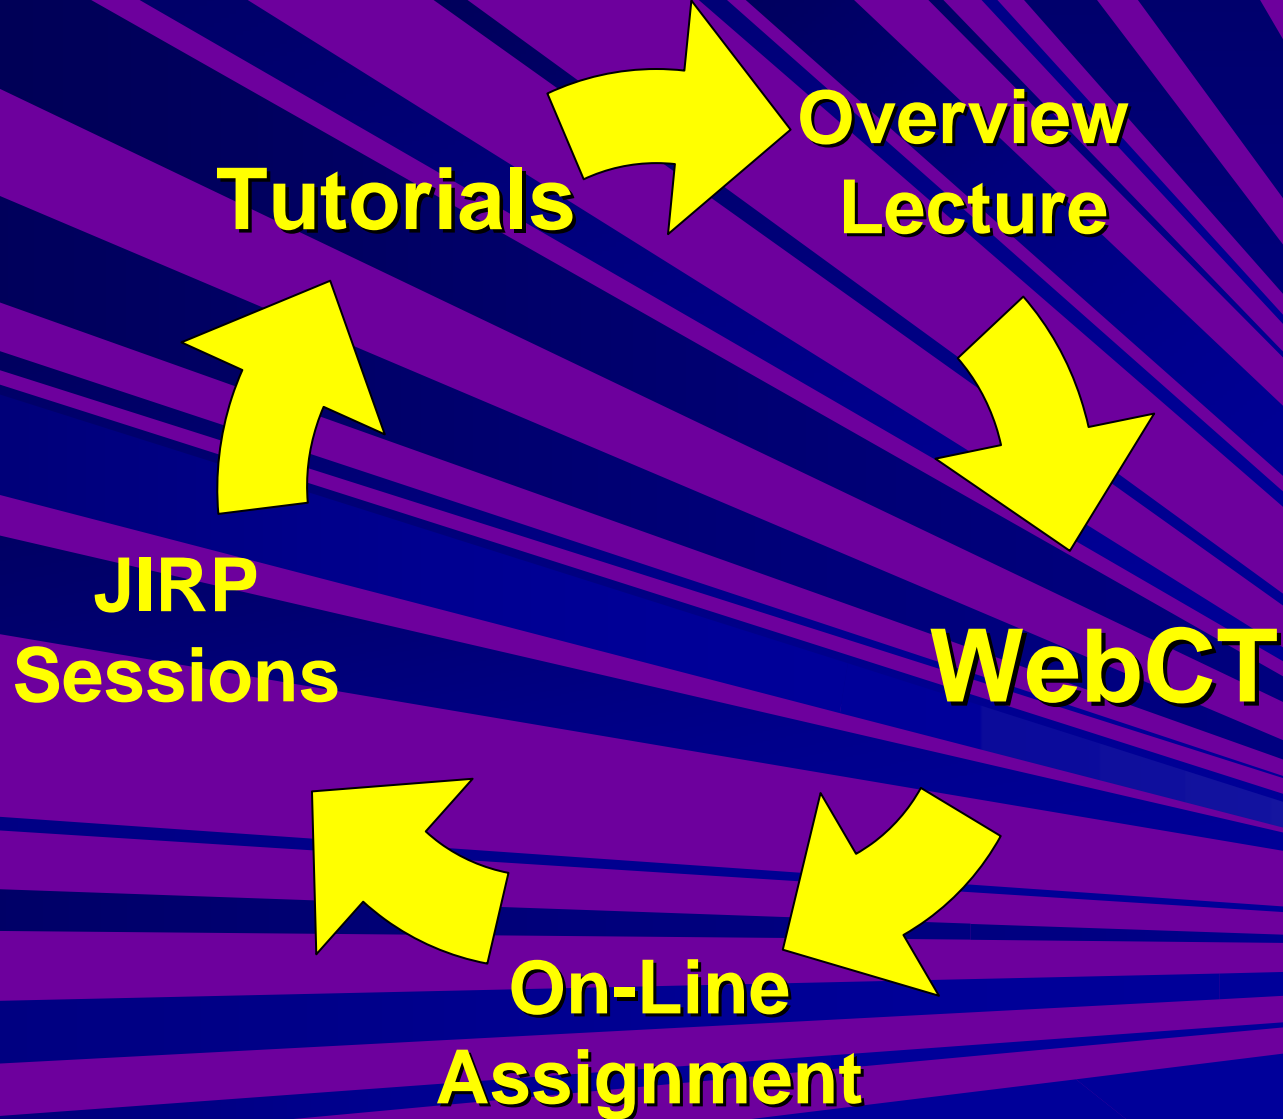 Overview
Lecture
Tutorials
JIRP
Sessions
WebCT
On-Line
Assignment